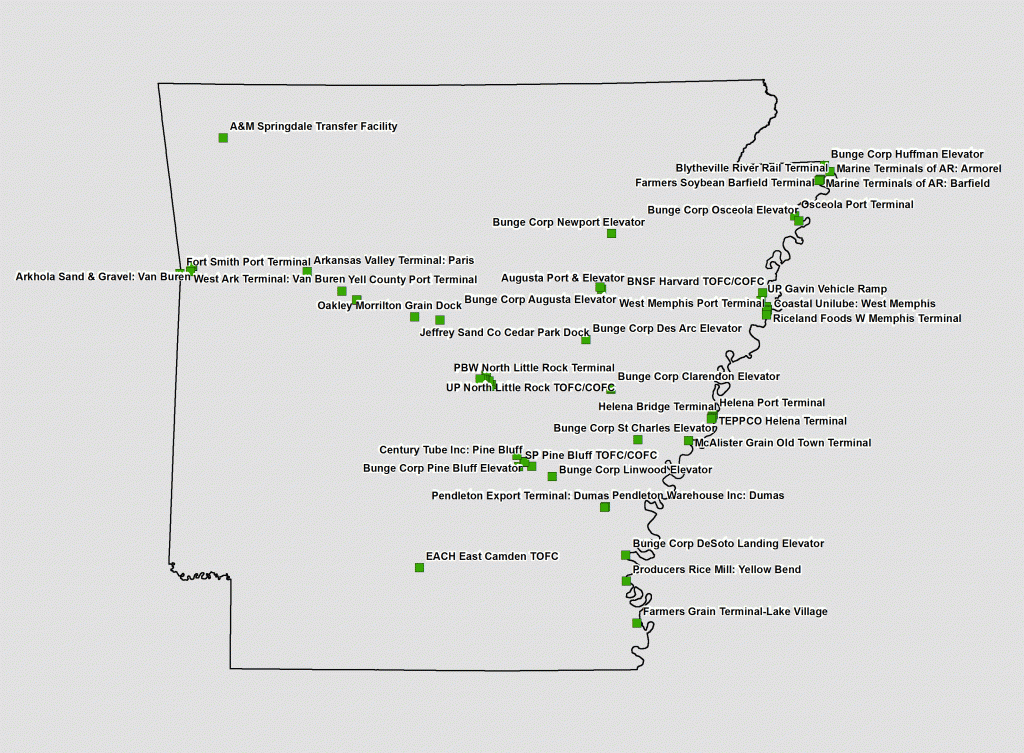 A&M Springdale Transfer Facility
Bunge Corp Huffman Elevator
Blytheville River Rail Terminal
Marine Terminals of AR: Armorel
Farmers Soybean Barfield Terminal
Marine Terminals of AR: Barfield
Osceola Port Terminal
Bunge Corp Osceola Elevator
Bunge Corp Newport Elevator
Fort Smith Port Terminal
Arkansas Valley Terminal: Paris
Arkhola Sand & Gravel: Van Buren
West Ark Terminal: Van Buren
Yell County Port Terminal
Augusta Port & Elevator
BNSF Harvard TOFC/COFC
UP Gavin Vehicle Ramp
Oakley Morrilton Grain Dock
Bunge Corp Augusta Elevator
West Memphis Port Terminal
Coastal Unilube: West Memphis
Riceland Foods W Memphis Terminal
Jeffrey Sand Co Cedar Park Dock
Bunge Corp Des Arc Elevator
PBW North Little Rock Terminal
Bunge Corp Clarendon Elevator
UP North Little Rock TOFC/COFC
Helena Bridge Terminal
Helena Port Terminal
TEPPCO Helena Terminal
Bunge Corp St Charles Elevator
McAlister Grain Old Town Terminal
Century Tube Inc: Pine Bluff
SP Pine Bluff TOFC/COFC
Bunge Corp Pine Bluff Elevator
Bunge Corp Linwood Elevator
Pendleton Export Terminal: Dumas
Pendleton Warehouse Inc: Dumas
Bunge Corp DeSoto Landing Elevator
EACH East Camden TOFC
Producers Rice Mill: Yellow Bend
Farmers Grain Terminal-Lake Village